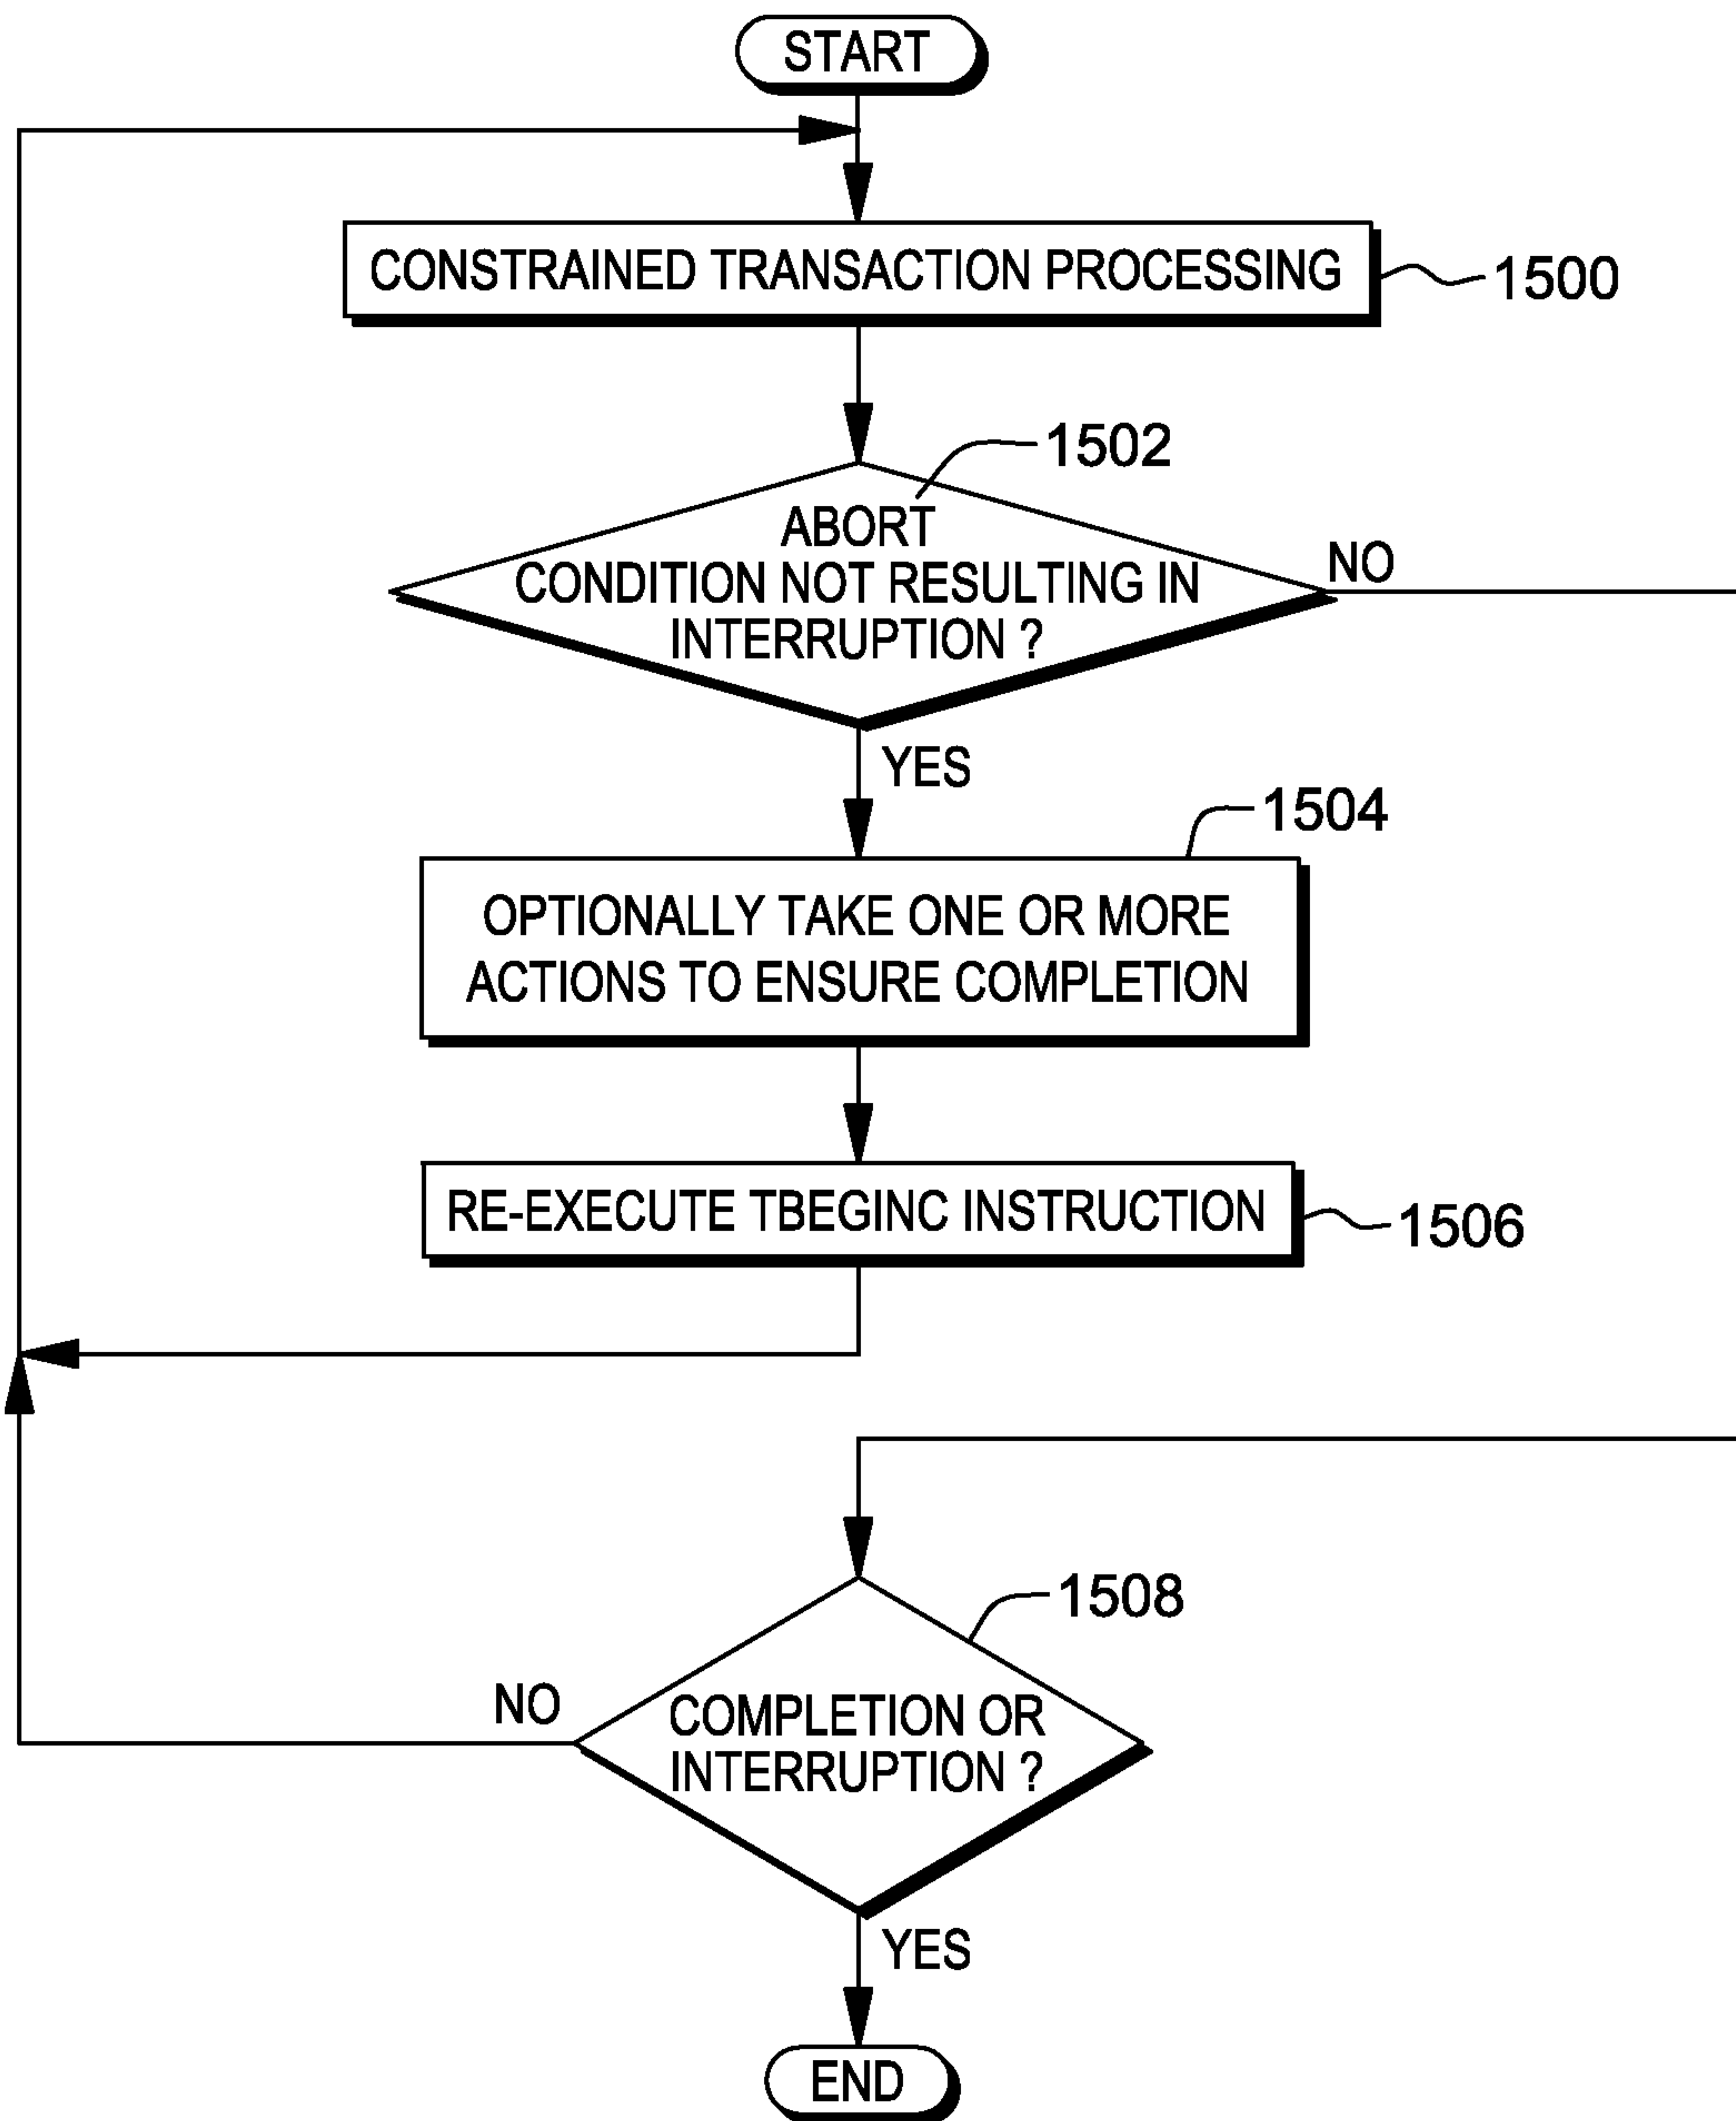 START
CONSTRAINED TRANSACTION PROCESSING
1500
1502
ABORT
CONDITION NOT RESULTING IN
INTERRUPTION ?
NO
YES
1504
OPTIONALLY TAKE ONE OR MORE
ACTIONS TO ENSURE COMPLETION
RE-EXECUTE TBEGINC INSTRUCTION
1506
1508
NO
COMPLETION OR
INTERRUPTION ?
YES
END